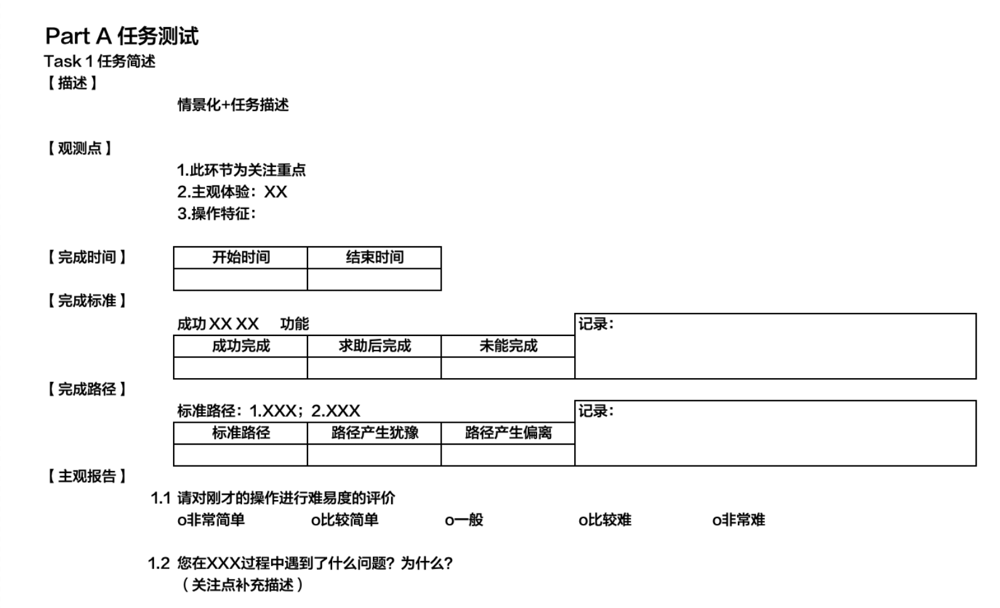 Part A 任务测试
Task 1 任务简述
【描述】
情景化+任务描述
【观测点】
1.此环节为关注重点
2.主观体验：XX
3.操作特征：
【完成时间】 开始时间 结束时间
【完成标准】
成功 XX XX 功能 记录：
成功完成 求助后完成 未能完成
【完成路径】
标准路径：1.XXX；2.XXX 记录：
标准路径 路径产生犹豫 路径产生偏离
【主观报告】
1.1 请对刚才的操作进行难易度的评价
o非常简单 o比较简单 o一般 o比较难 o非常难
1.2 您在XXX过程中遇到了什么问题？为什么？
（关注点补充描述）